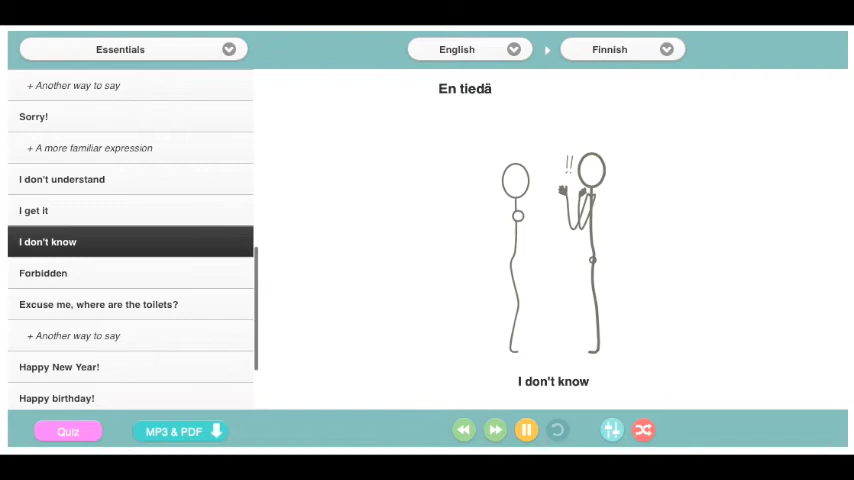 Essentials
English
Finnish
+ Another way to say
Sorry!
+ A more familiar expression
I don't understand
I get it
I don't know
Forbidden
Excuse me, where are the toilets?
+ Another way to say
Happy New Year!
Happy birthday!
En tiedä
!!
I don't know
Quiz
MP3 & PDF